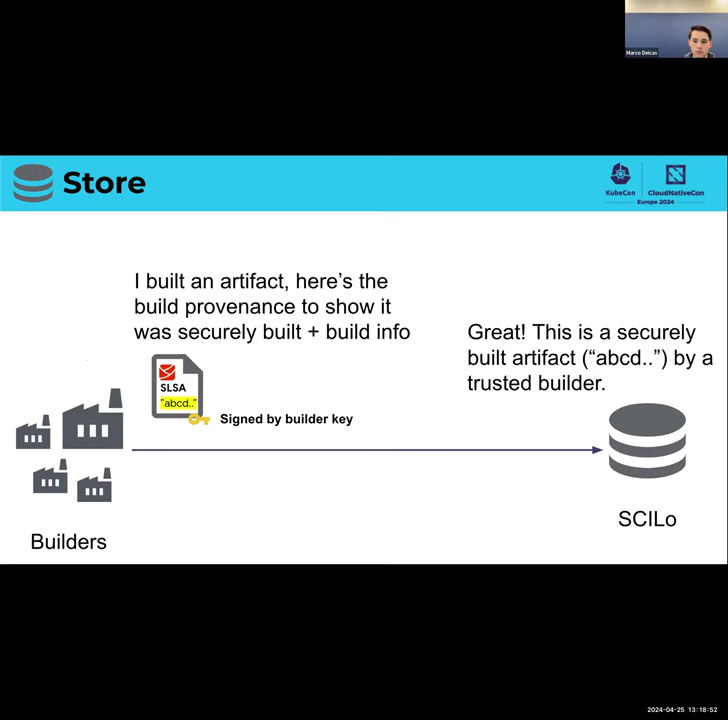 Marco Deicas
Store
KubeCon
CloudNativeCon
Europe 2024
I built an artifact, here’s the
build provenance to show it
was securely built + build info
Great! This is a securely
built artifact (“abcd..”) by a
trusted builder.
SLSA
“abcd..”
Signed by builder key
SCILo
Builders
2024-04-25 13:18:52